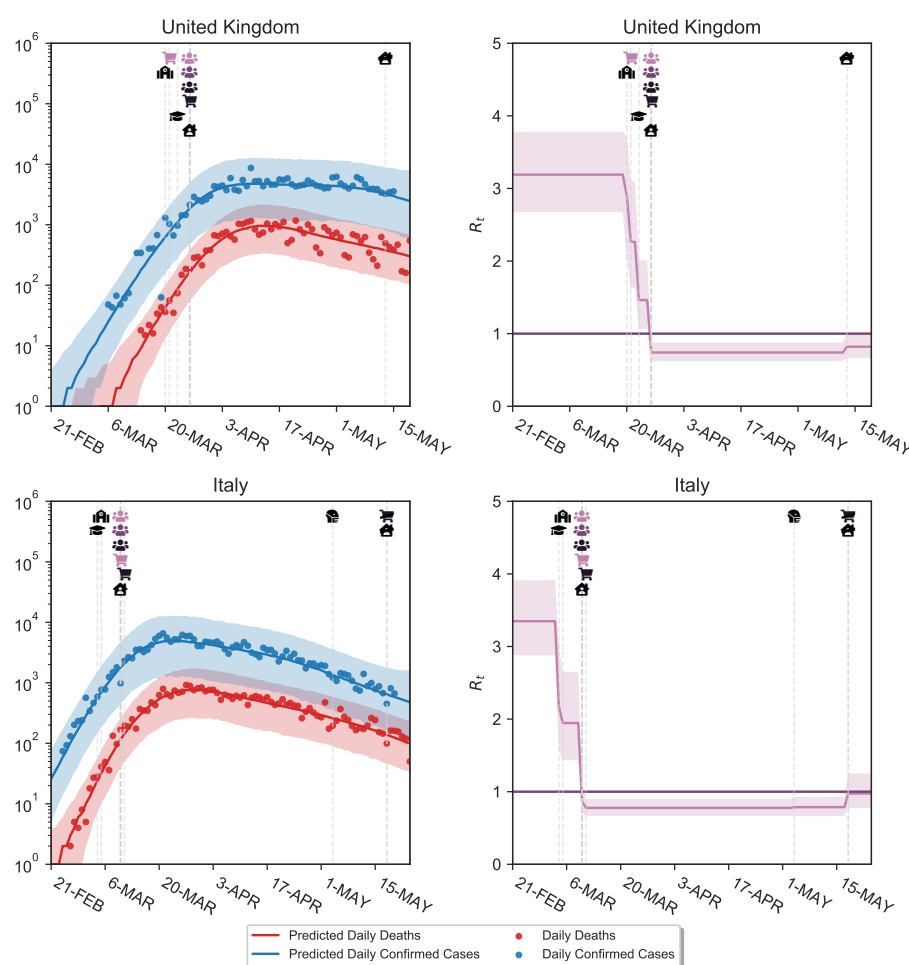 United Kingdom
United Kingdom
10^6
10^5
10^4
10^3
10^2
10^1
10^0
21-FEB
6-MAR
20-MAR
3-APR
17-APR
1-MAY
15-MAY
R_t
5
4
3
2
1
0
21-FEB
6-MAR
20-MAR
3-APR
17-APR
1-MAY
15-MAY
Italy
Italy
10^6
10^5
10^4
10^3
10^2
10^1
10^0
21-FEB
6-MAR
20-MAR
3-APR
17-APR
1-MAY
15-MAY
R_t
5
4
3
2
1
0
21-FEB
6-MAR
20-MAR
3-APR
17-APR
1-MAY
15-MAY
Predicted Daily Deaths
Predicted Daily Confirmed Cases
Daily Deaths
Daily Confirmed Cases